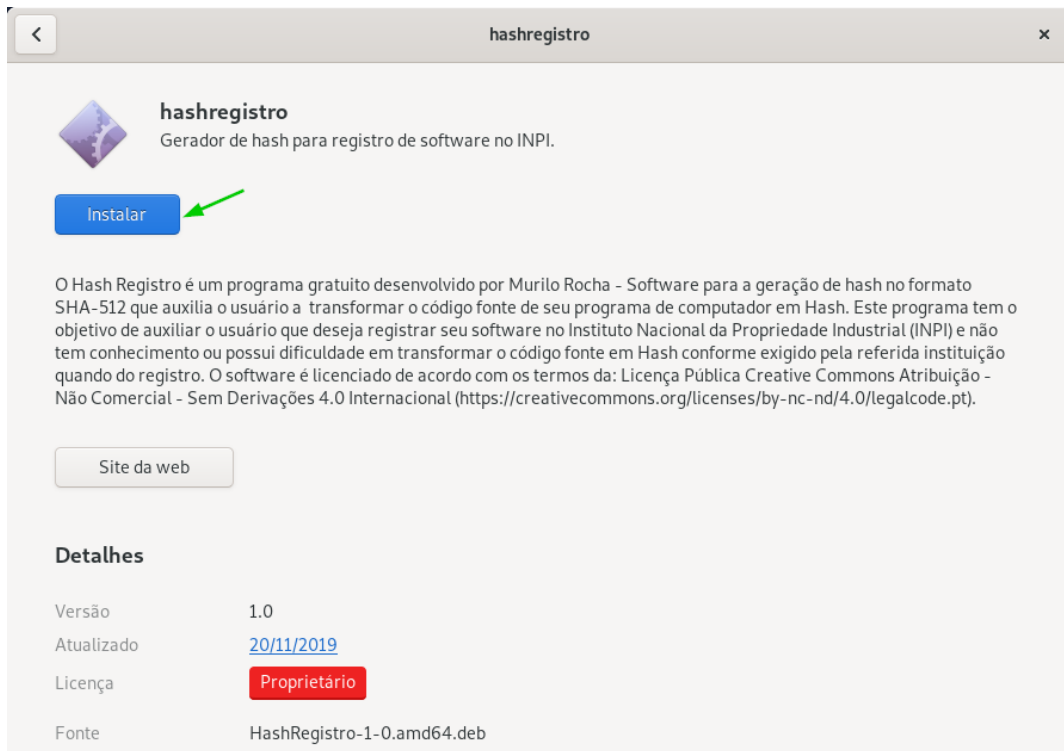 hashregistro
hashregistro
Gerador de hash para registro de software no INPI.
Instalar
O Hash Registro é um programa gratuito desenvolvido por Murilo Rocha - Software para a geração de hash no formato
SHA-512 que auxilia o usuário a  transformar o código fonte de seu programa de computador em Hash. Este programa tem o
objetivo de auxiliar o usuário que deseja registrar seu software no Instituto Nacional da Propriedade Industrial (INPI) e não
tem conhecimento ou possui dificuldade em transformar o código fonte em Hash conforme exigido pela referida instituição
quando do registro. O software é licenciado de acordo com os termos da: Licença Pública Creative Commons Atribuição -
Não Comercial - Sem Derivações 4.0 Internacional (https://creativecommons.org/licenses/by-nc-nd/4.0/legalcode.pt).
Site da web
Detalhes
Versão 1.0
Atualizado 20/11/2019
Licença Proprietário
Fonte HashRegistro-1-0.amd64.deb